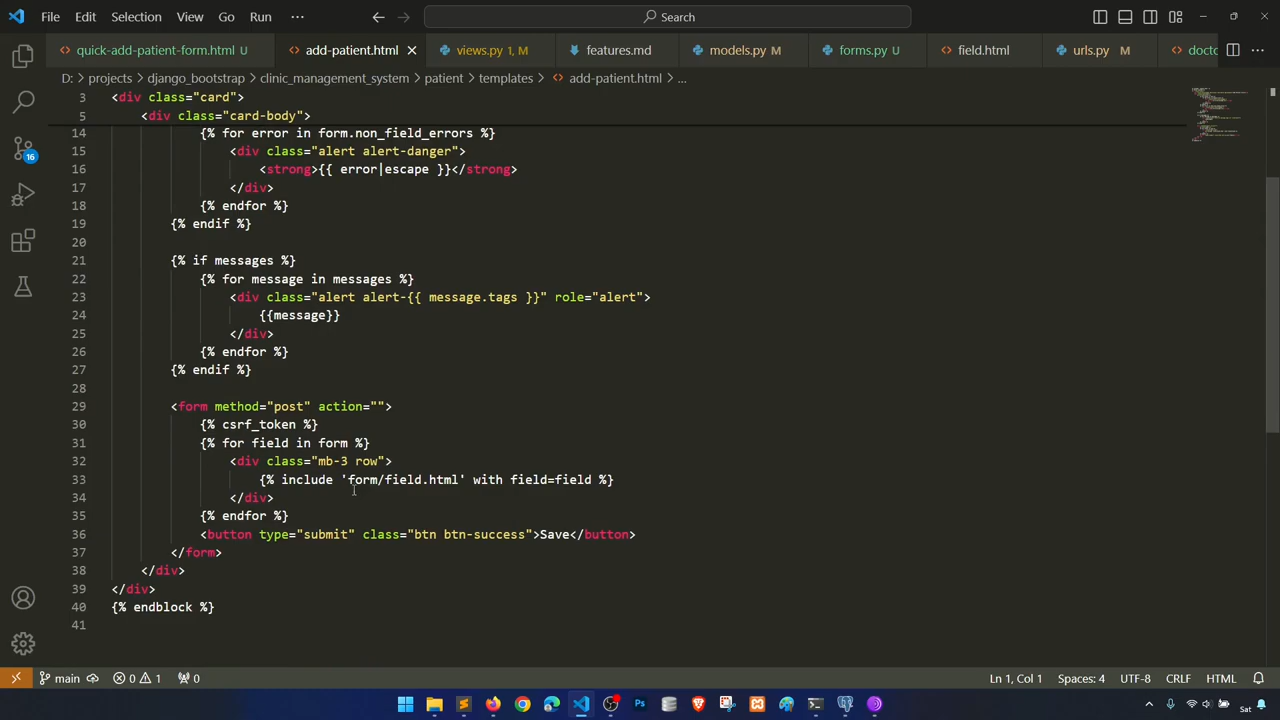 File Edit Selection View Go Run ··· Search
quick-add-patient-form.html U add-patient.html views.py 1, M features.md models.py M forms.py U field.html urls.py M docto
D: > projects > django_bootstrap > clinic_management_system > patient > templates > add-patient.html > ...
3 <div class="card">
5 <div class="card-body">
14 {% for error in form.non_field_errors %}
15 <div class="alert alert-danger">
16 <strong>{{ error|escape }}</strong>
17 </div>
18 {% endfor %}
19 {% endif %}
20
21 {% if messages %}
22 {% for message in messages %}
23 <div class="alert alert-{{ message.tags }}" role="alert">
24 {{message}}
25 </div>
26 {% endfor %}
27 {% endif %}
28
29 <form method="post" action="">
30 {% csrf_token %}
31 {% for field in form %}
32 <div class="mb-3 row">
33 {% include 'form/field.html' with field=field %}
34 </div>
35 {% endfor %}
36 <button type="submit" class="btn btn-success">Save</button>
37 </form>
38 </div>
39 </div>
40 {% endblock %}
41
16
main 0 1 0 Ln 1, Col 1 Spaces: 4 UTF-8 CRLF HTML
Ps Sat